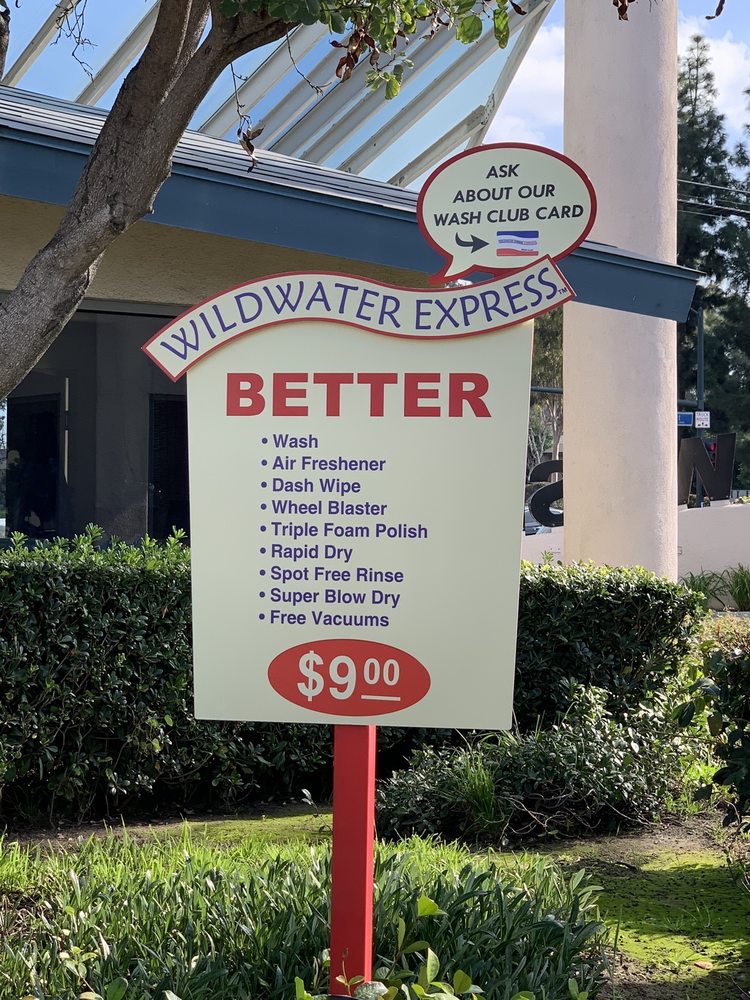 ASK
ABOUT OUR
WASH CLUB CARD
WILDWATER EXPRESS™
BETTER
• Wash
• Air Freshener
• Dash Wipe
• Wheel Blaster
• Triple Foam Polish
• Rapid Dry
• Spot Free Rinse
• Super Blow Dry
• Free Vacuums
$9.00